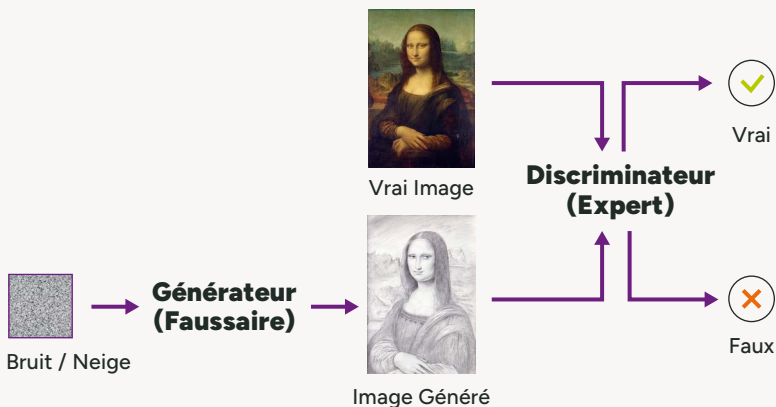 Vrai Image
Discriminateur
(Expert)
Vrai
Générateur
(Faussaire)
Bruit / Neige
Image Généré
Faux